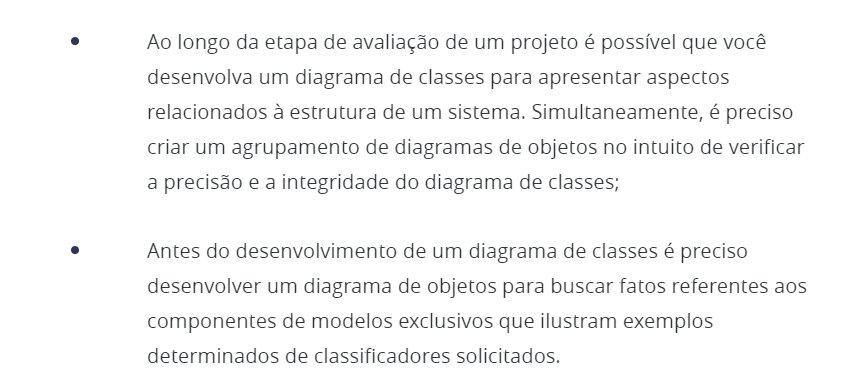 • Ao longo da etapa de avaliação de um projeto é possível que você
desenvolva um diagrama de classes para apresentar aspectos
relacionados à estrutura de um sistema. Simultaneamente, é preciso
criar um agrupamento de diagramas de objetos no intuito de verificar
a precisão e a integridade do diagrama de classes;
• Antes do desenvolvimento de um diagrama de classes é preciso
desenvolver um diagrama de objetos para buscar fatos referentes aos
componentes de modelos exclusivos que ilustram exemplos
determinados de classificadores solicitados.